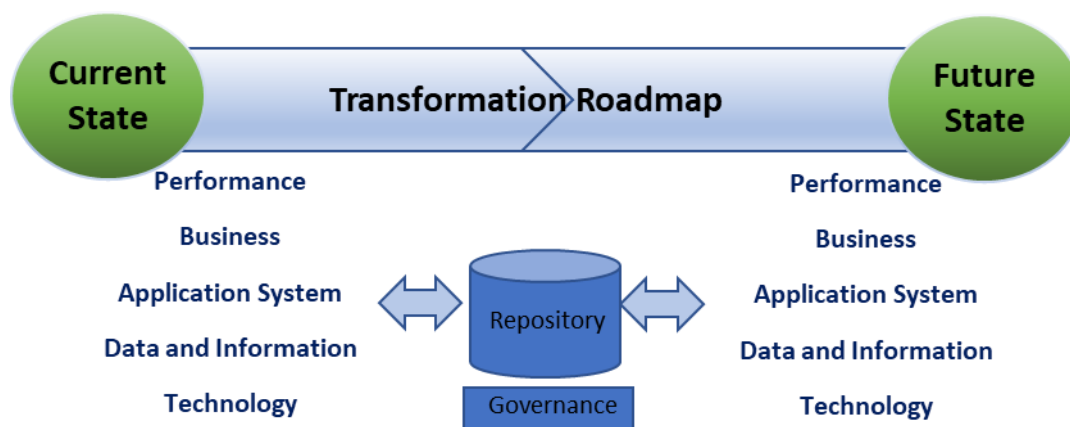 Current
State
Transformation Roadmap
Future
State
Performance
Business
Application System
Data and Information
Technology
Repository
Governance
Performance
Business
Application System
Data and Information
Technology